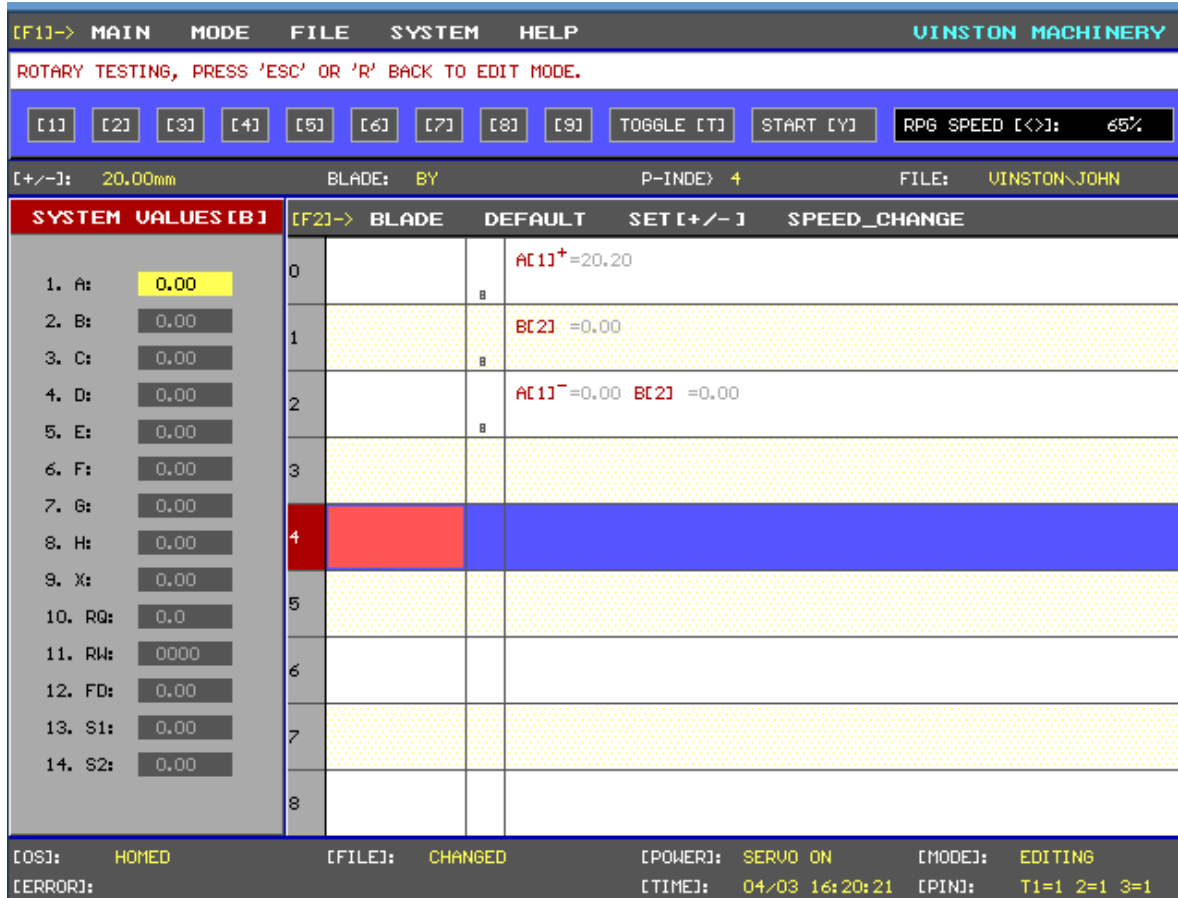 [F1]-> MAIN MODE FILE SYSTEM HELP VINSTON MACHINERY
ROTARY TESTING, PRESS 'ESC' OR 'R' BACK TO EDIT MODE.
[1] [2] [3] [4] [5] [6] [7] [8] [9] TOGGLE [T] START [Y] RPG SPEED [<>]: 65%
[+/-]: 20.00mm BLADE: BY P-INDE> 4 FILE: VINSTON\JOHN
SYSTEM VALUES[B]
1. A: 0.00
2. B: 0.00
3. C: 0.00
4. D: 0.00
5. E: 0.00
6. F: 0.00
7. G: 0.00
8. H: 0.00
9. X: 0.00
10. RQ: 0.0
11. RW: 0000
12. FD: 0.00
13. S1: 0.00
14. S2: 0.00
[F2]-> BLADE DEFAULT SET[+/-] SPEED_CHANGE
0 A[1]+=20.20
1 B[2] =0.00
2 A[1]-=0.00 B[2] =0.00
3
4
5
6
7
8
[OS]: HOMED [FILE]: CHANGED [POWER]: SERVO ON [MODE]: EDITING
[ERROR]: [TIME]: 04/03 16:20:21 [PIN]: T1=1 2=1 3=1